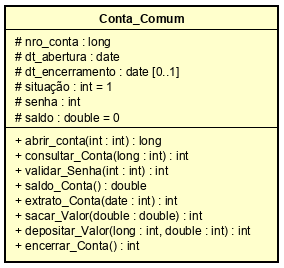 Conta_Comum
# nro_conta : long
# dt_abertura : date
# dt_encerramento : date [0..1]
# situação : int = 1
# senha : int
# saldo : double = 0
+ abrir_conta(int : int) : long
+ consultar_Conta(long : int) : int
+ validar_Senha(int : int) : int
+ saldo_Conta() : double
+ extrato_Conta(date : int) : int
+ sacar_Valor(double : double) : int
+ depositar_Valor(long : int, double : int) : int
+ encerrar_Conta() : int